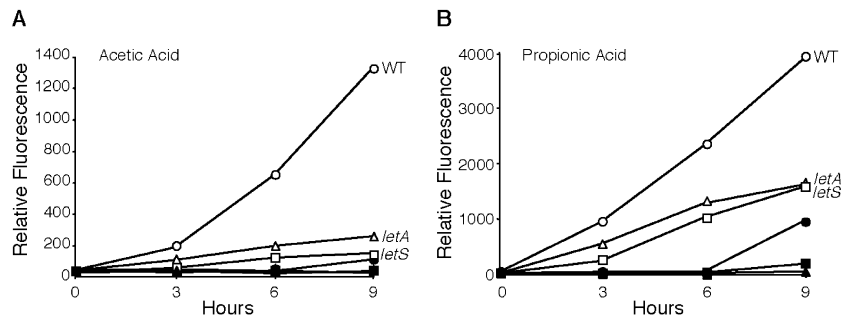 A
Acetic Acid
Relative Fluorescence
1400
1200
1000
800
600
400
200
0
0 3 6 9
Hours
WT
letA
letS
B
Propionic Acid
Relative Fluorescence
4000
3000
2000
1000
0
0 3 6 9
Hours
WT
letA
letS